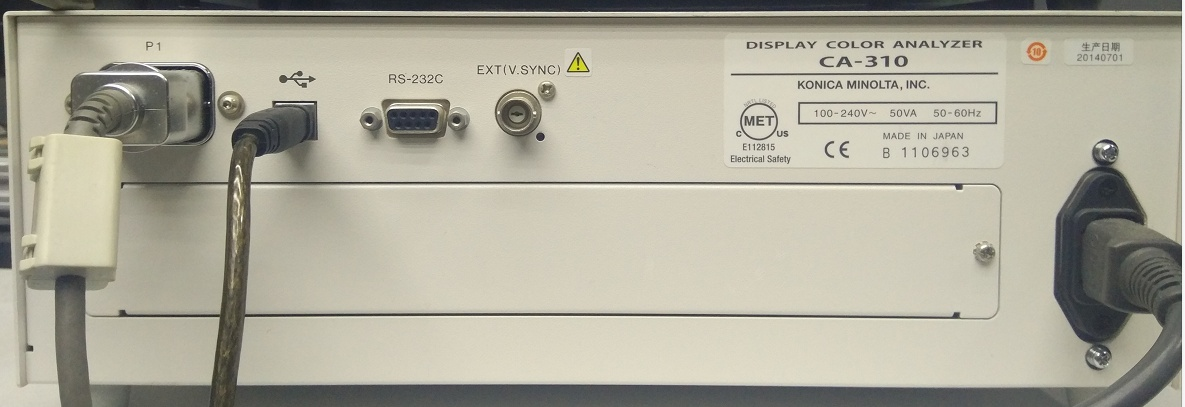 P1
RS-232C
EXT(V.SYNC)
DISPLAY COLOR ANALYZER
CA-310
KONICA MINOLTA, INC.
100-240V~ 50VA 50-60Hz
MET
C US
E112815
Electrical Safety
CE
MADE IN JAPAN
B 1106963
10
生产日期
20140701